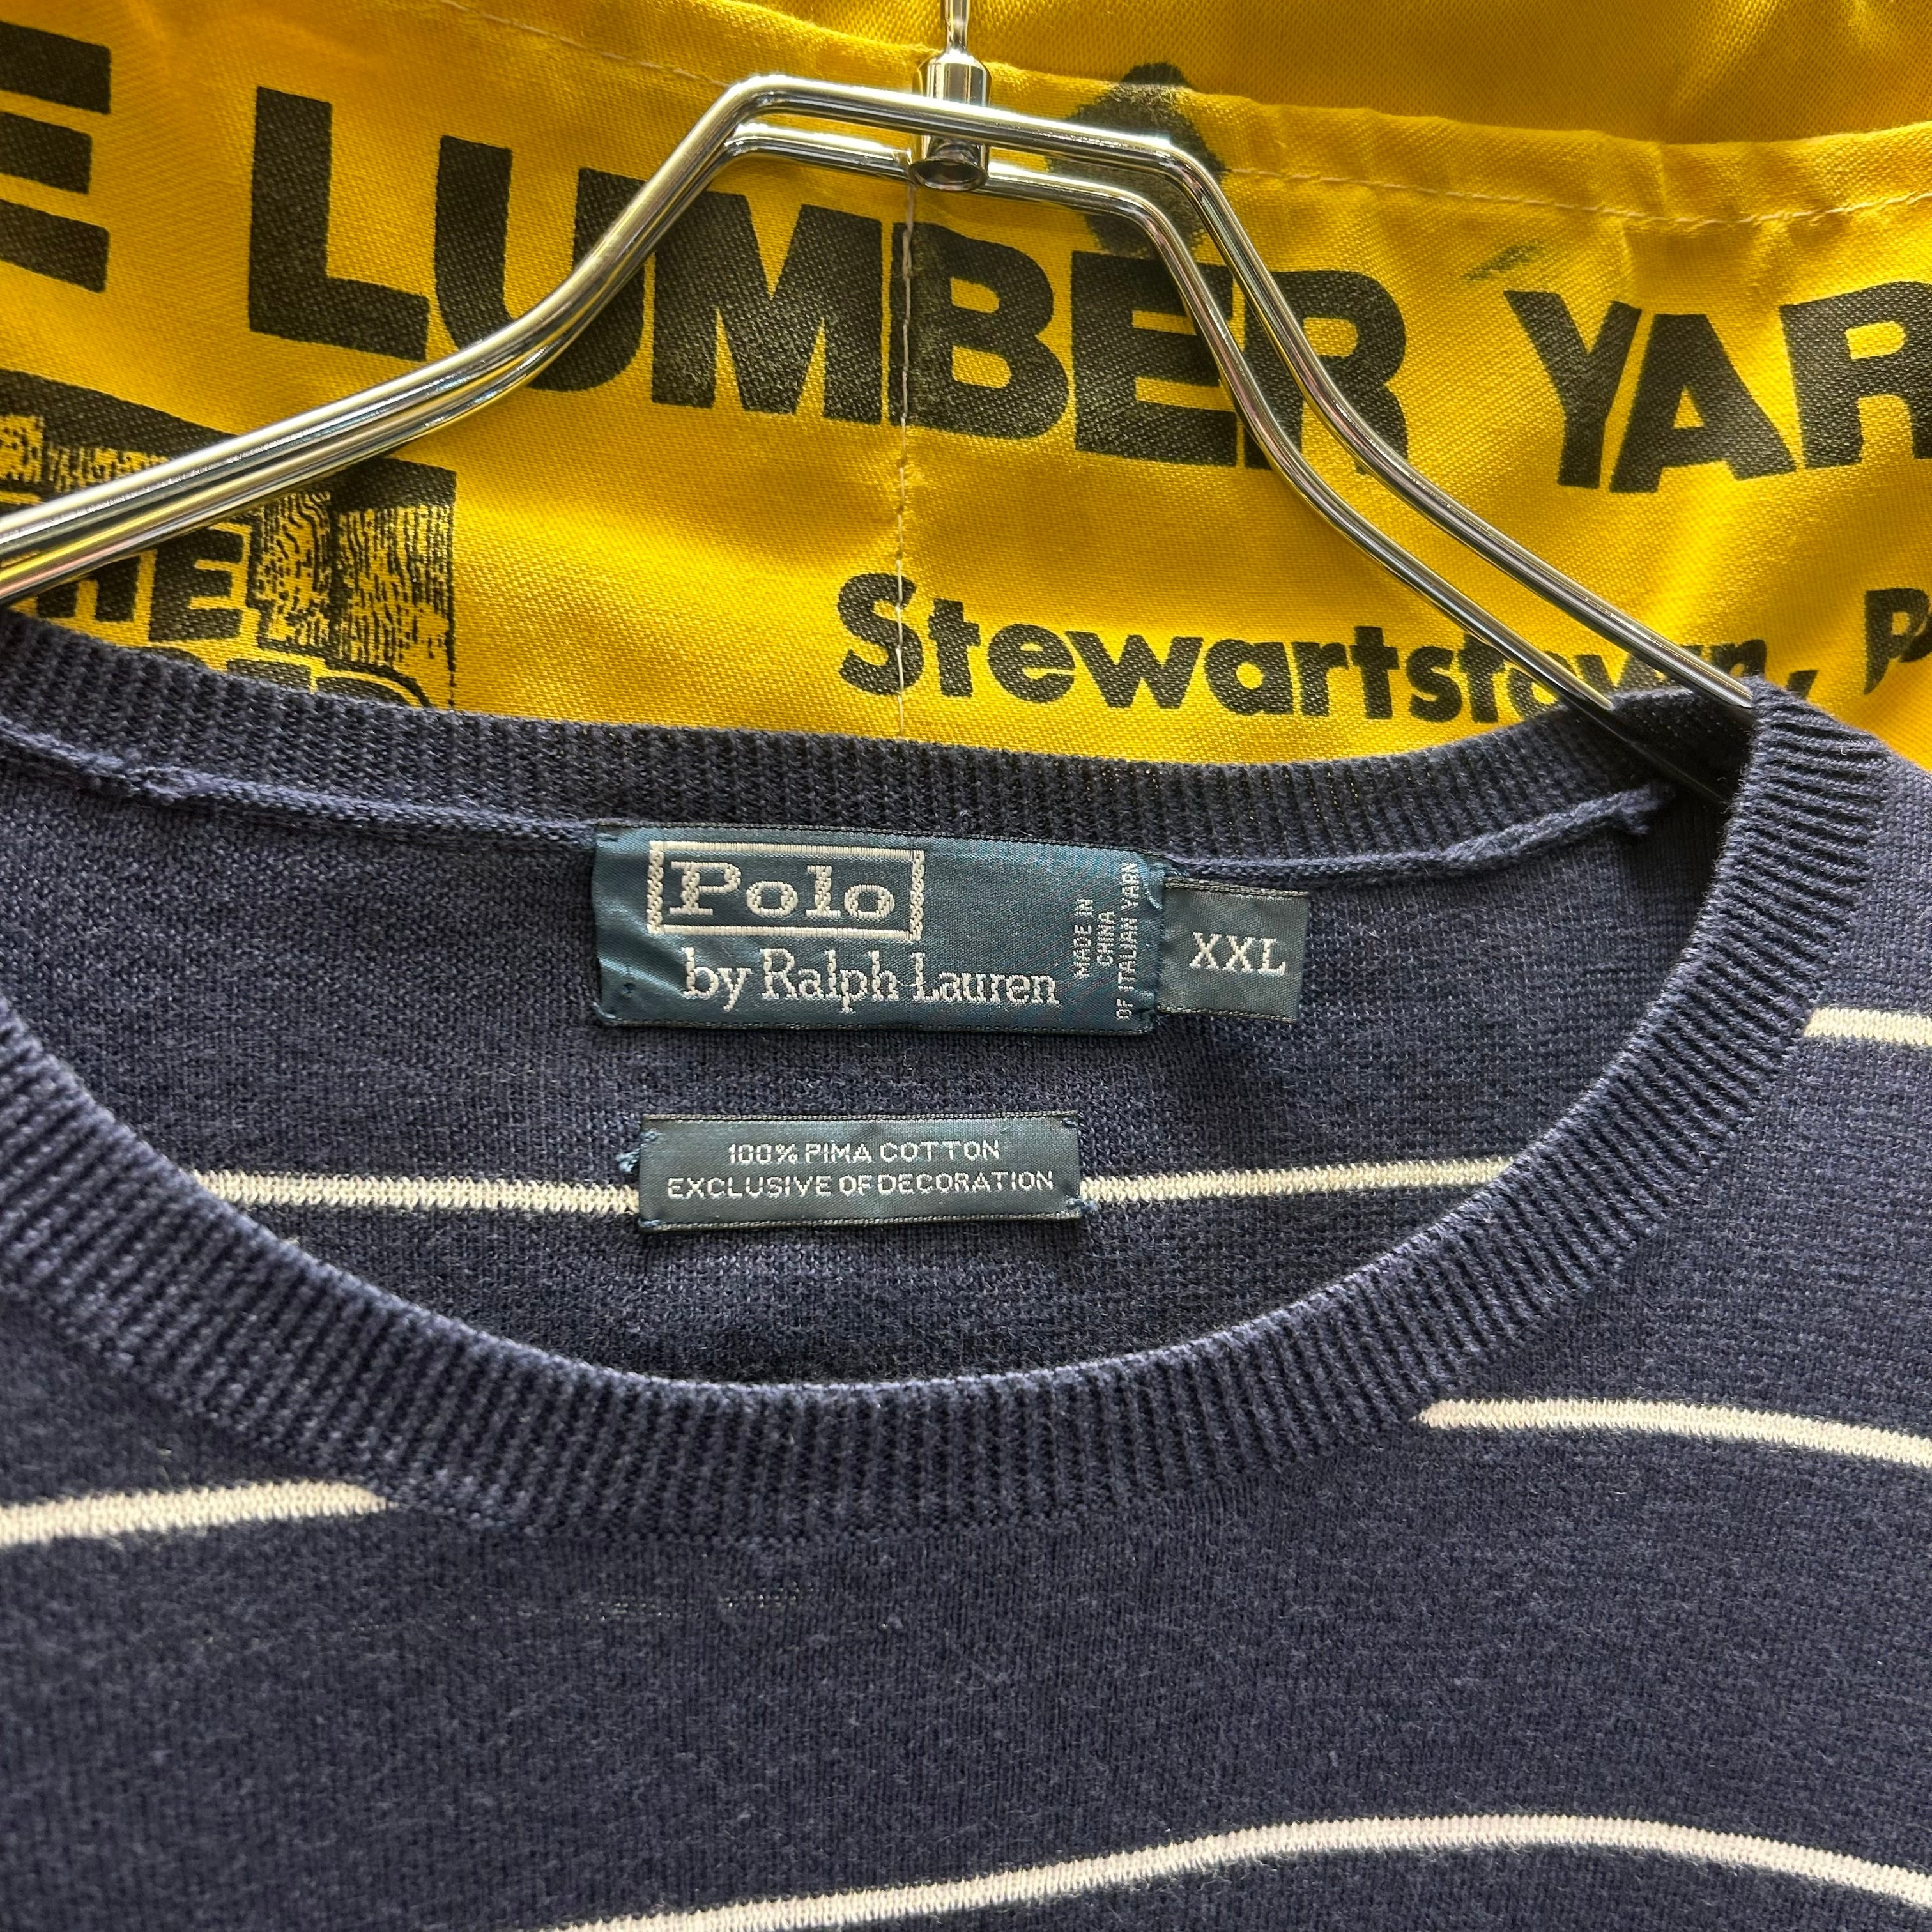 E LUMBER YAR
HE
Stewartstown, P
Polo
by Ralph Lauren
MADE IN
CHINA
OF ITALIAN YARN
XXL
100% PIMA COTTON
EXCLUSIVE OF DECORATION